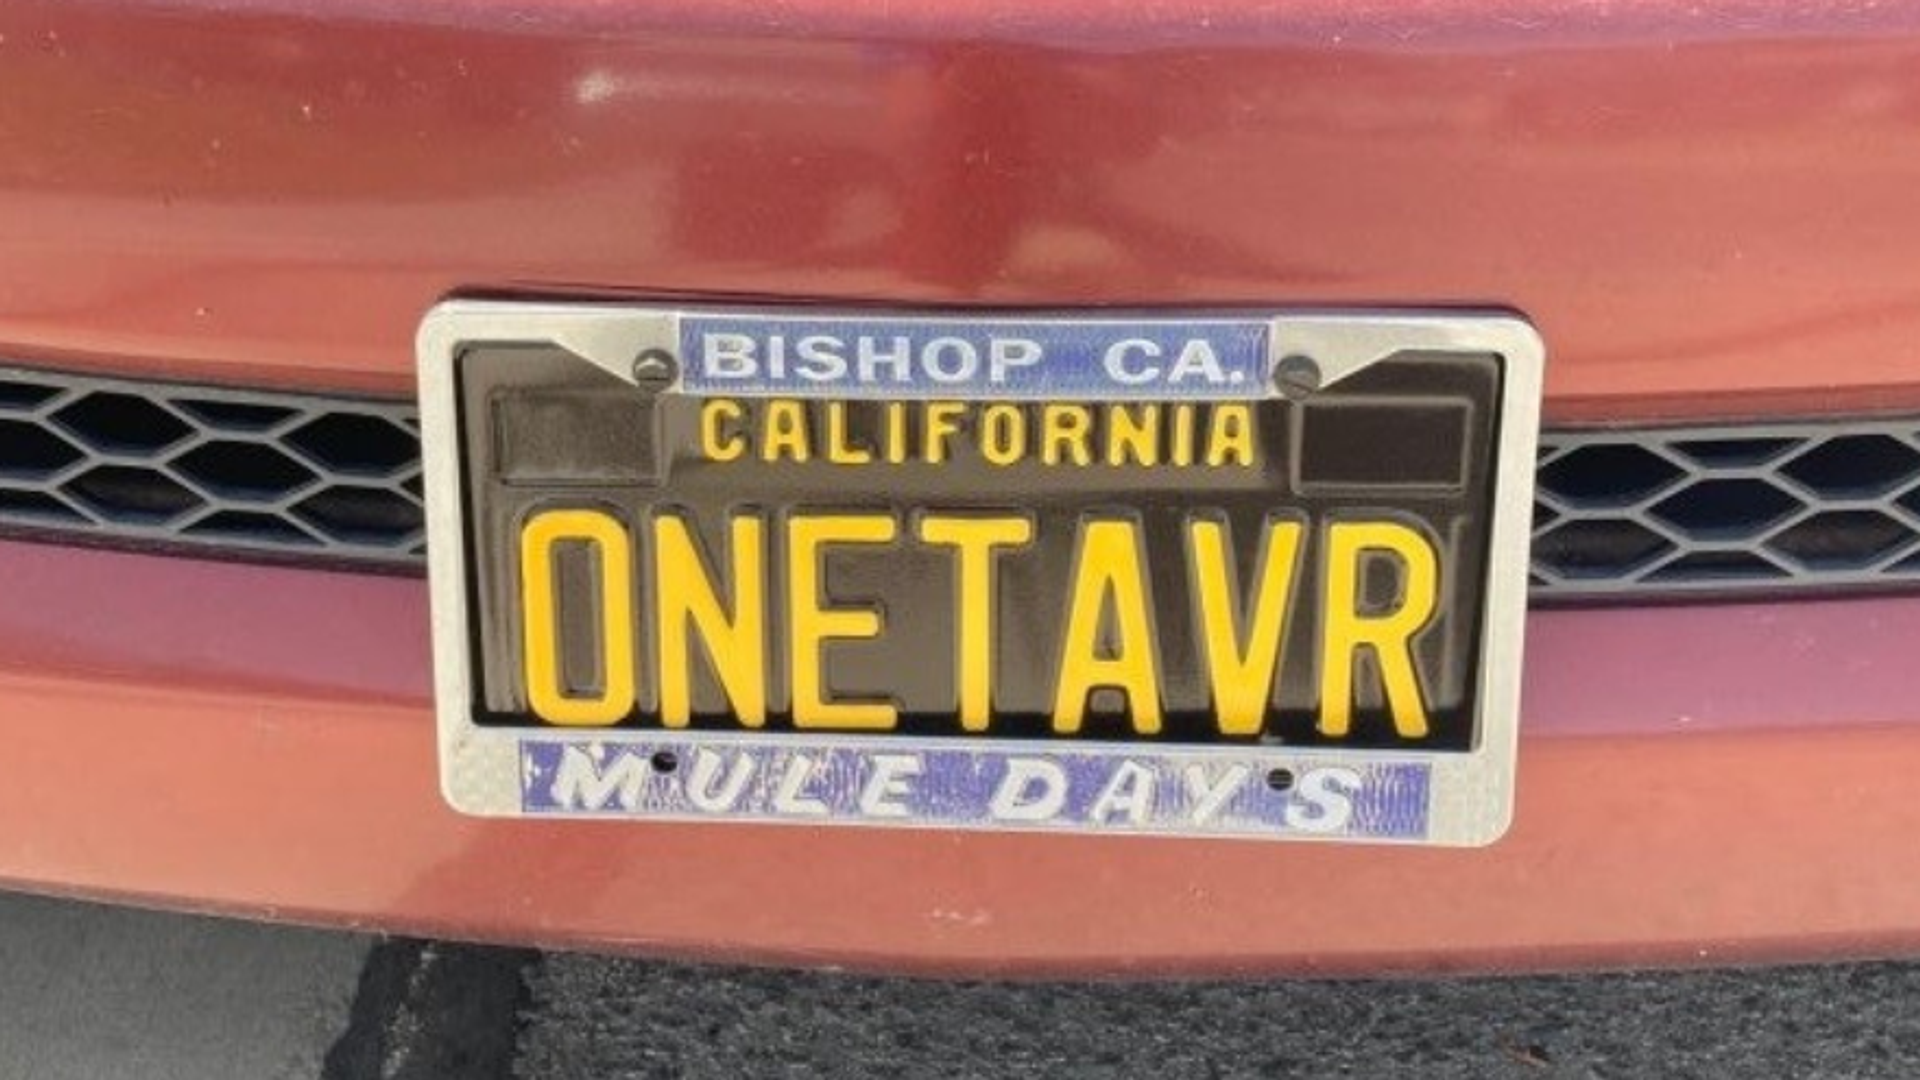 BISHOP CA.
CALIFORNIA
ONETAVR
MULE DAYS